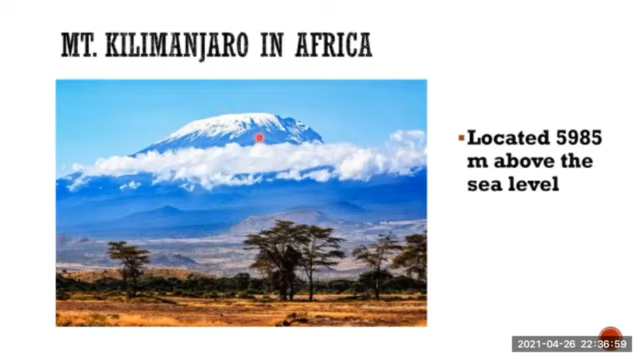 MT. KILIMANJARO IN AFRICA
Located 5985
m above the
sea level
2021-04-26 22:36:59